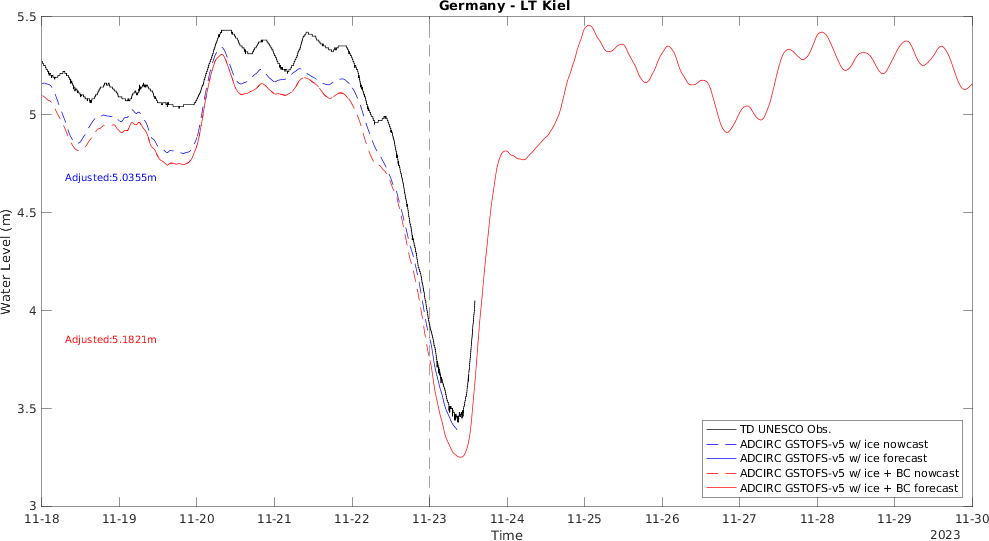 Germany - LT Kiel
5.5
5
4.5
4
3.5
3
Water Level (m)
Adjusted:5.0355m
Adjusted:5.1821m
TD UNESCO Obs.
ADCIRC GSTOFS-v5 w/ ice nowcast
ADCIRC GSTOFS-v5 w/ ice forecast
ADCIRC GSTOFS-v5 w/ ice + BC nowcast
ADCIRC GSTOFS-v5 w/ ice + BC forecast
11-18 11-19 11-20 11-21 11-22 11-23 11-24 11-25 11-26 11-27 11-28 11-29 11-30
Time
2023